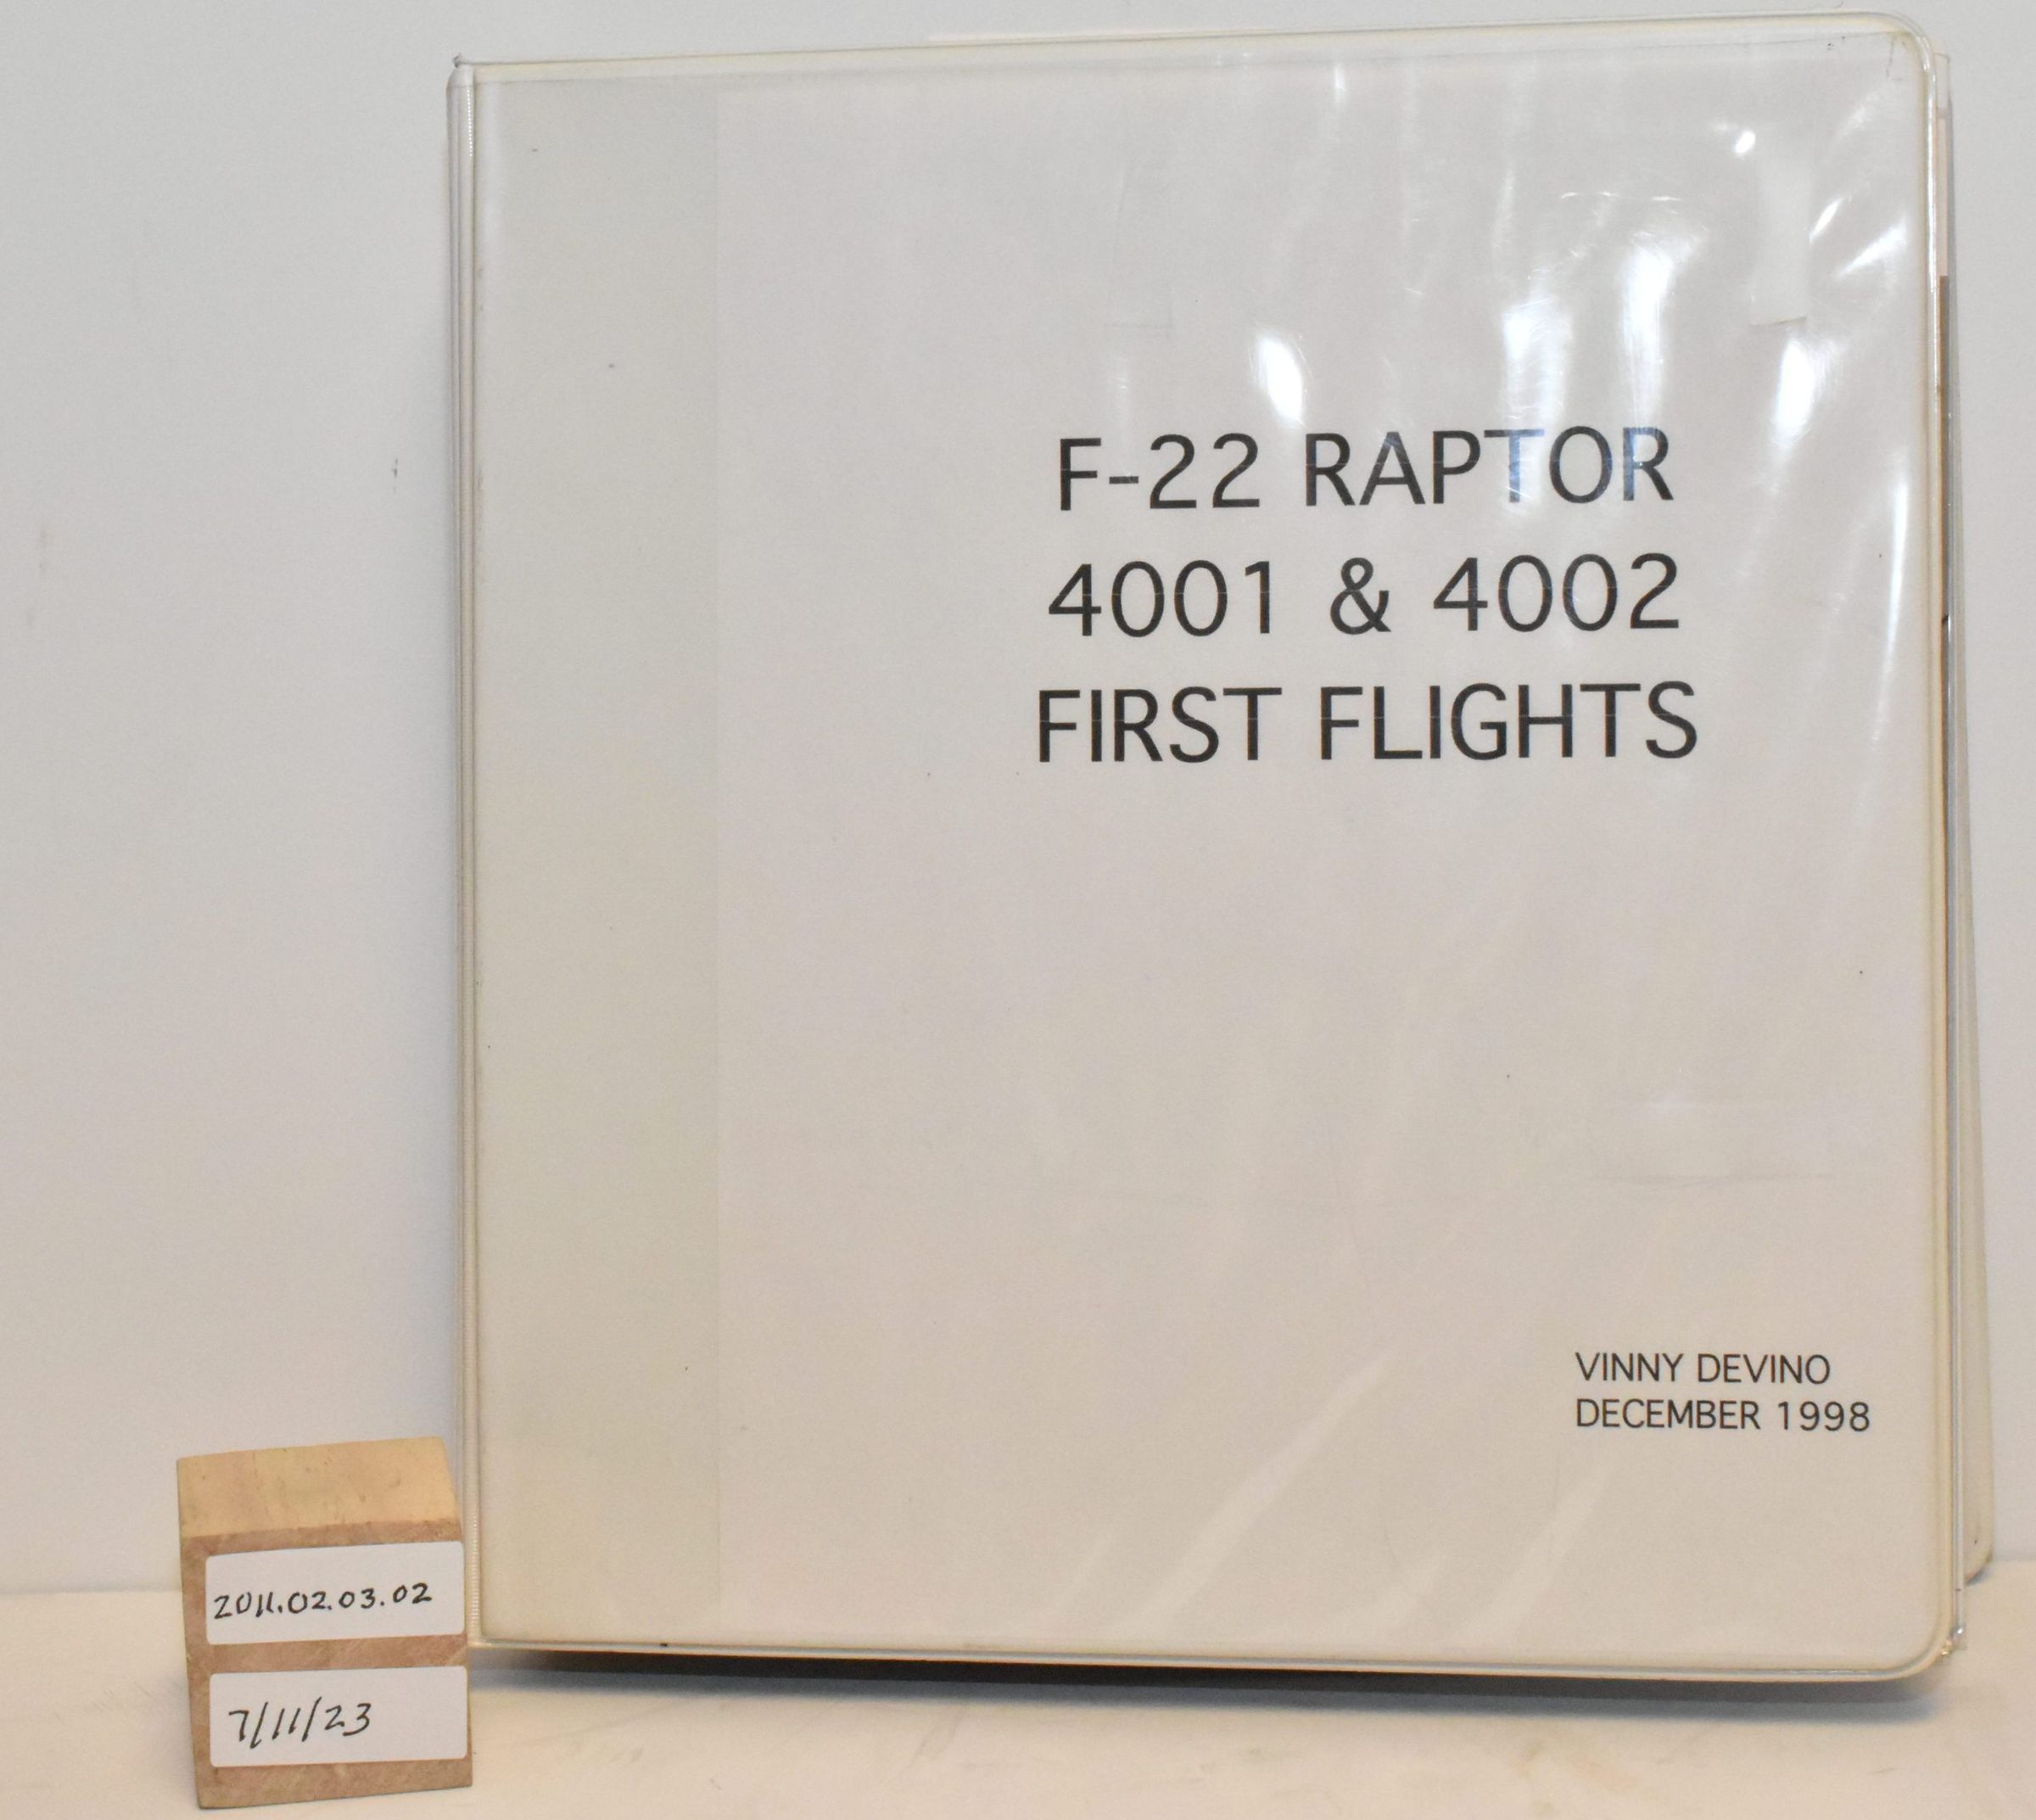 F-22 RAPTOR
4001 & 4002
FIRST FLIGHTS
VINNY DEVINO
DECEMBER 1998
2011.02.03.02
7/11/23